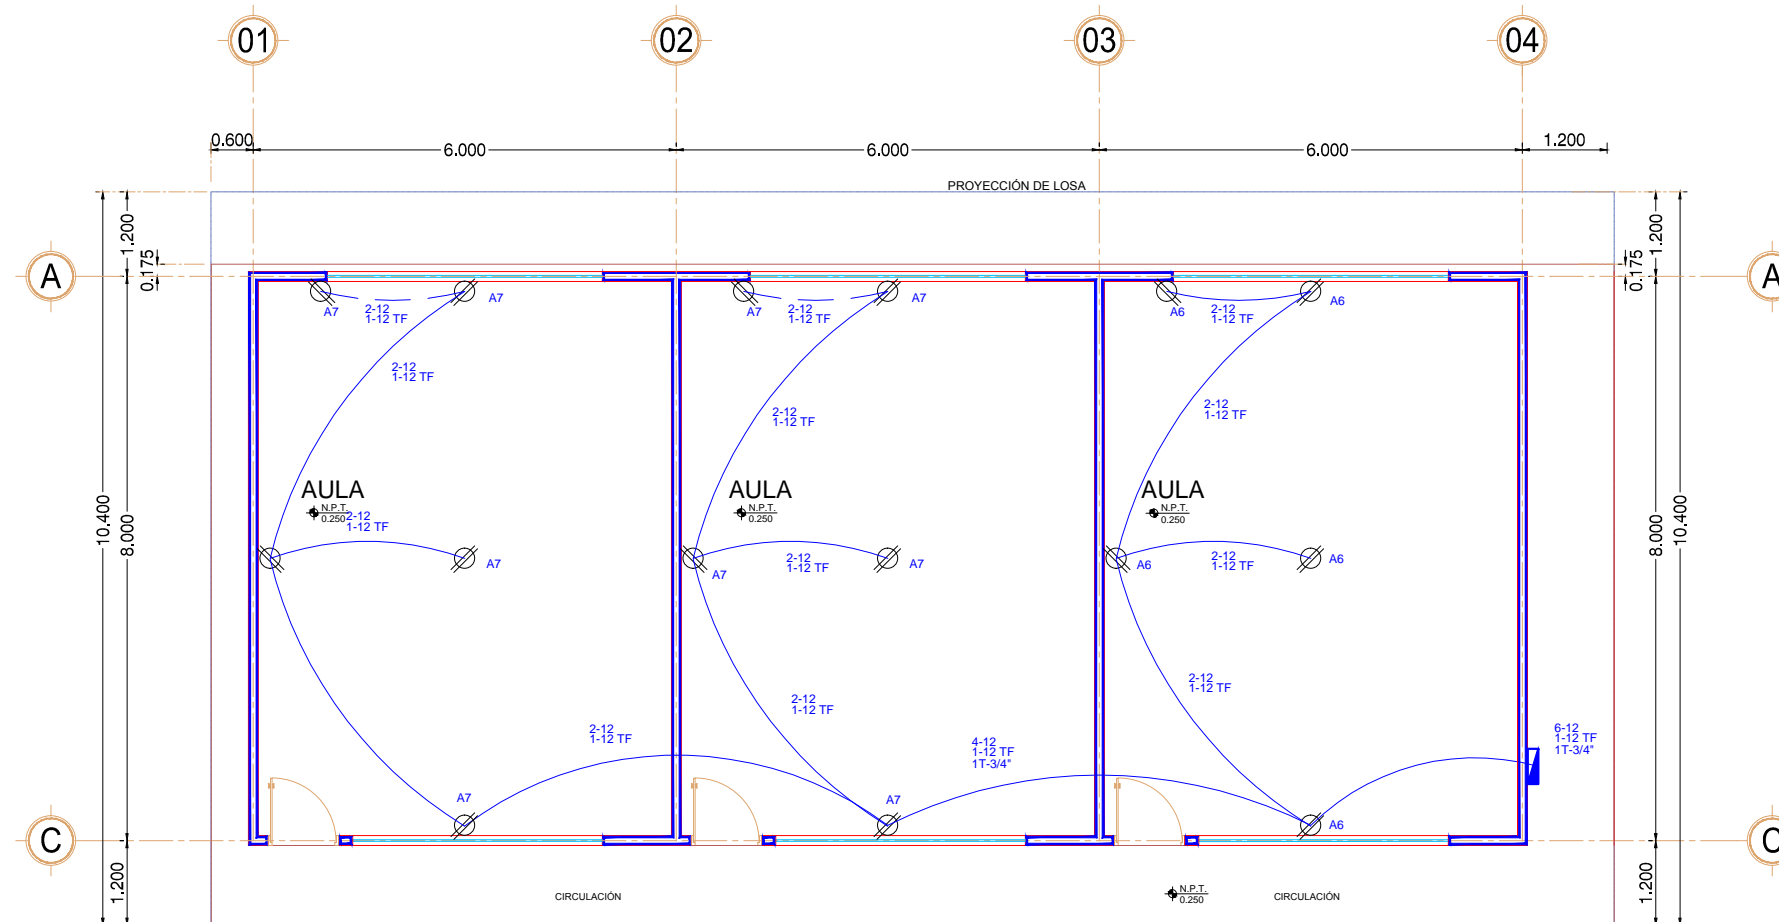 01
02
03
04
0.600
6.000
6.000
6.000
1.200
PROYECCIÓN DE LOSA
1.200
1.200
A
0.175
0.175
A
A7
2-12
1-12 TF
A7
A7
2-12
1-12 TF
A7
A6
2-12
1-12 TF
A6
2-12
1-12 TF
2-12
1-12 TF
2-12
1-12 TF
AULA
N.P.T.
0.250
AULA
N.P.T.
0.250
AULA
N.P.T.
0.250
10.400
8.000
8.000
10.400
2-12
1-12 TF
A7
A7
2-12
1-12 TF
A7
A6
2-12
1-12 TF
A6
2-12
1-12 TF
2-12
1-12 TF
2-12
1-12 TF
4-12
1-12 TF
1T-3/4"
6-12
1-12 TF
1T-3/4"
A7
A7
A6
C
C
1.200
1.200
CIRCULACIÓN
N.P.T.
0.250
CIRCULACIÓN